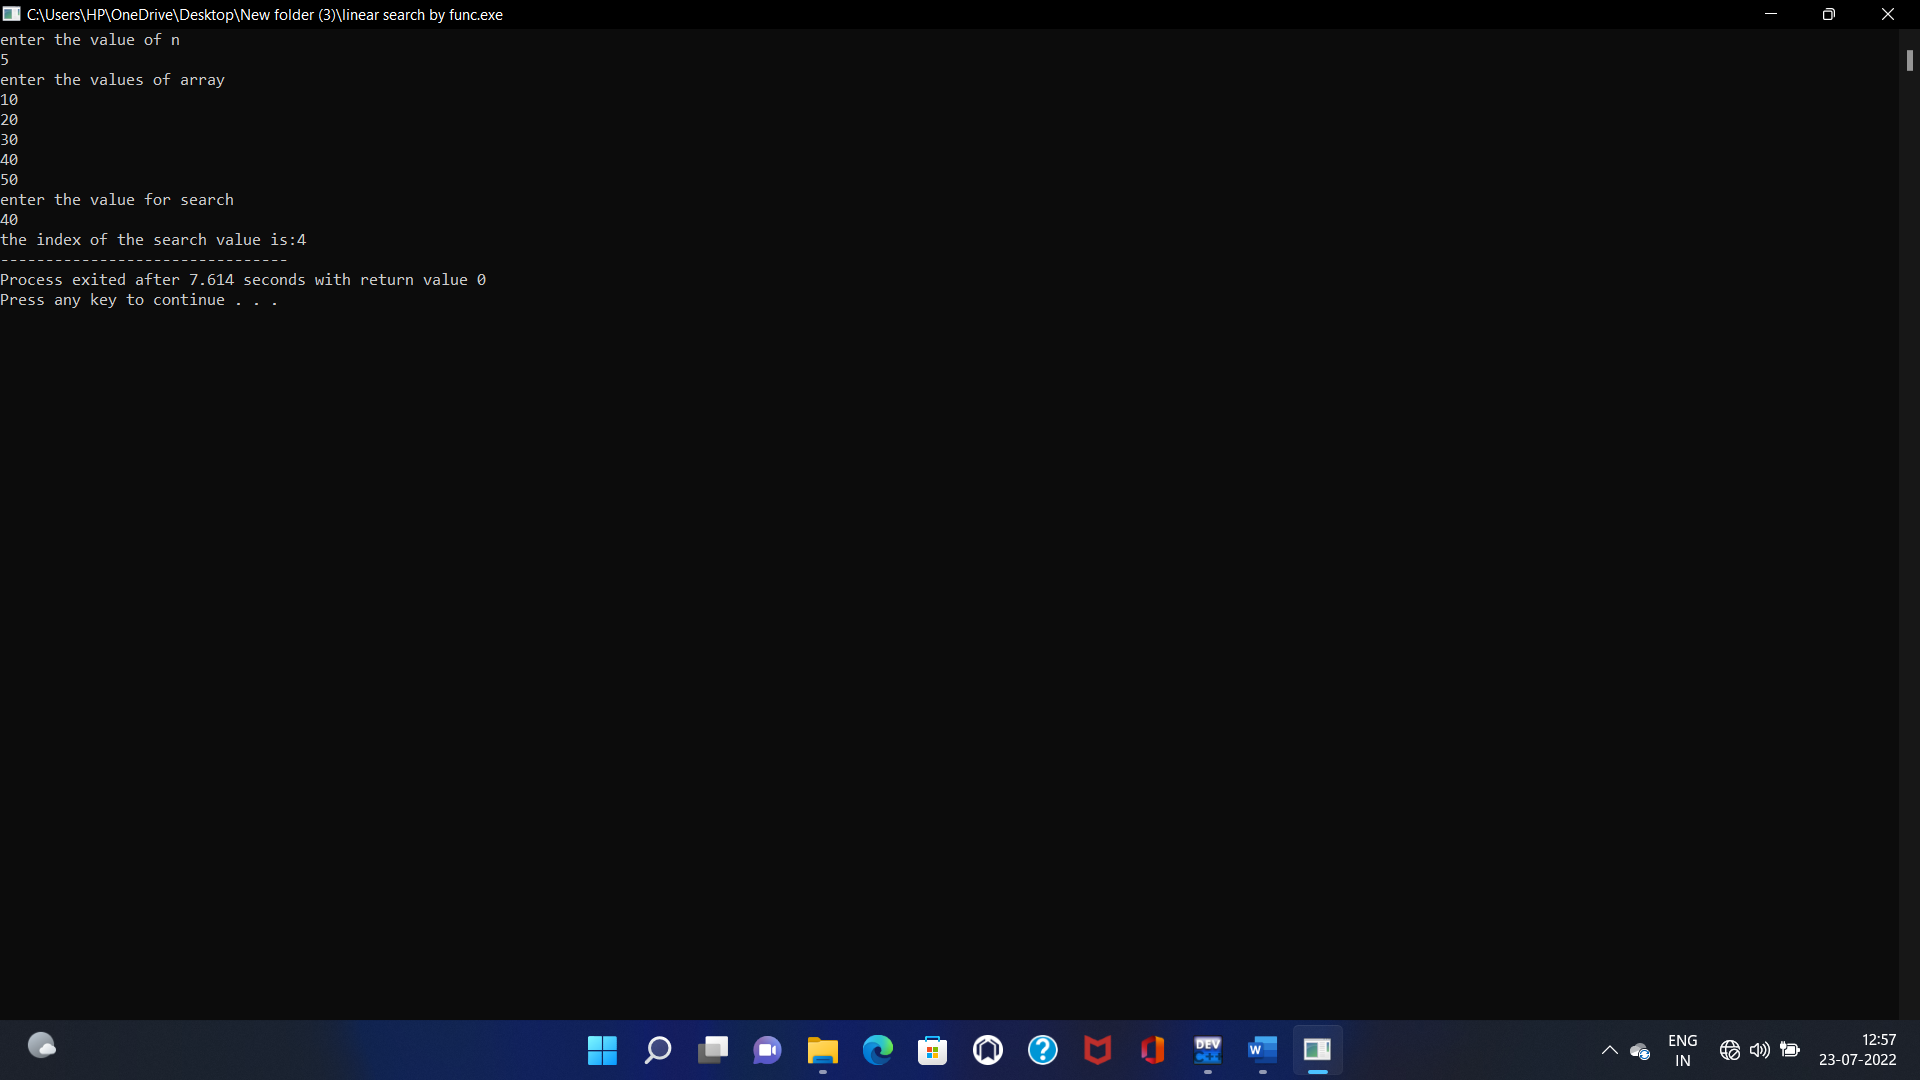 C:\Users\HP\OneDrive\Desktop\New folder (3)\linear search by func.exe
enter the value of n
5
enter the values of array
10
20
30
40
50
enter the value for search
40
the index of the search value is:4
--------------------------------
Process exited after 7.614 seconds with return value 0
Press any key to continue . . .
DEV
C++
W
ENG
IN
12:57
23-07-2022